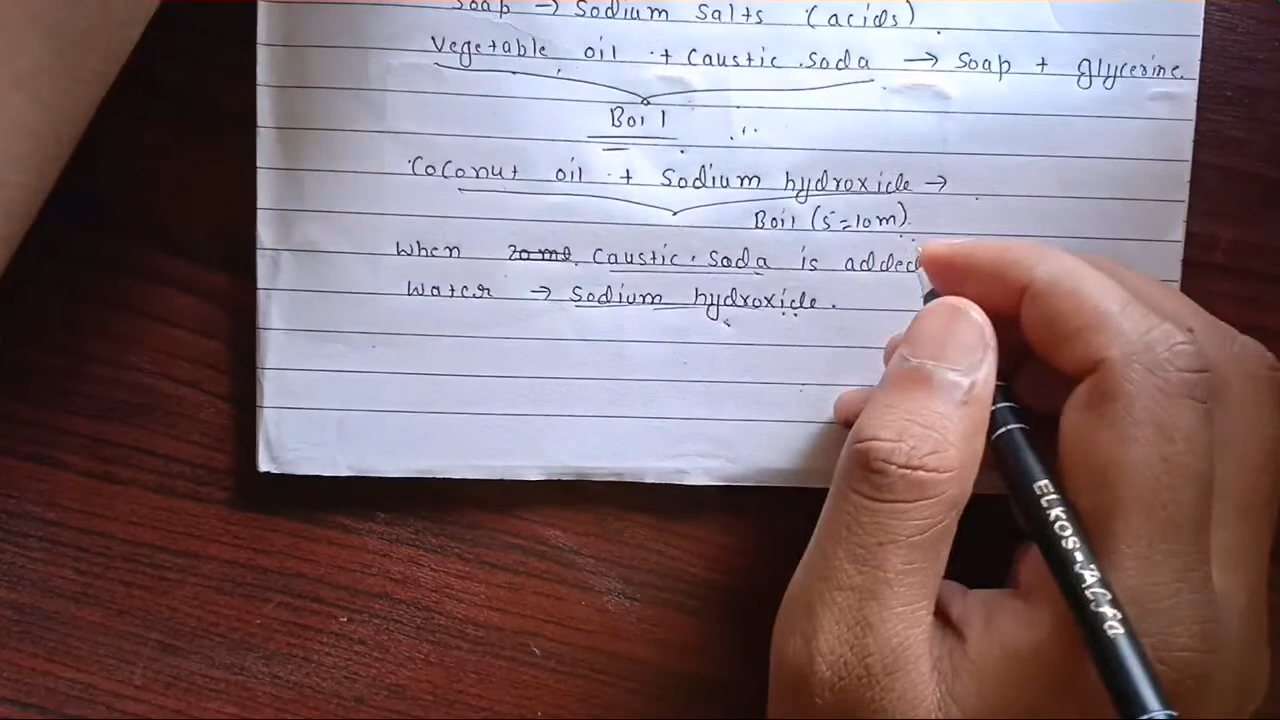 Soap → Sodium Salts (acids)
Vegetable oil + Caustic soda → Soap + glycerine
Boil
Coconut oil + Sodium hydroxide →
Boil (5=10m)
When Caustic soda is added
Water → Sodium hydroxide.
ELKOS-JALFA